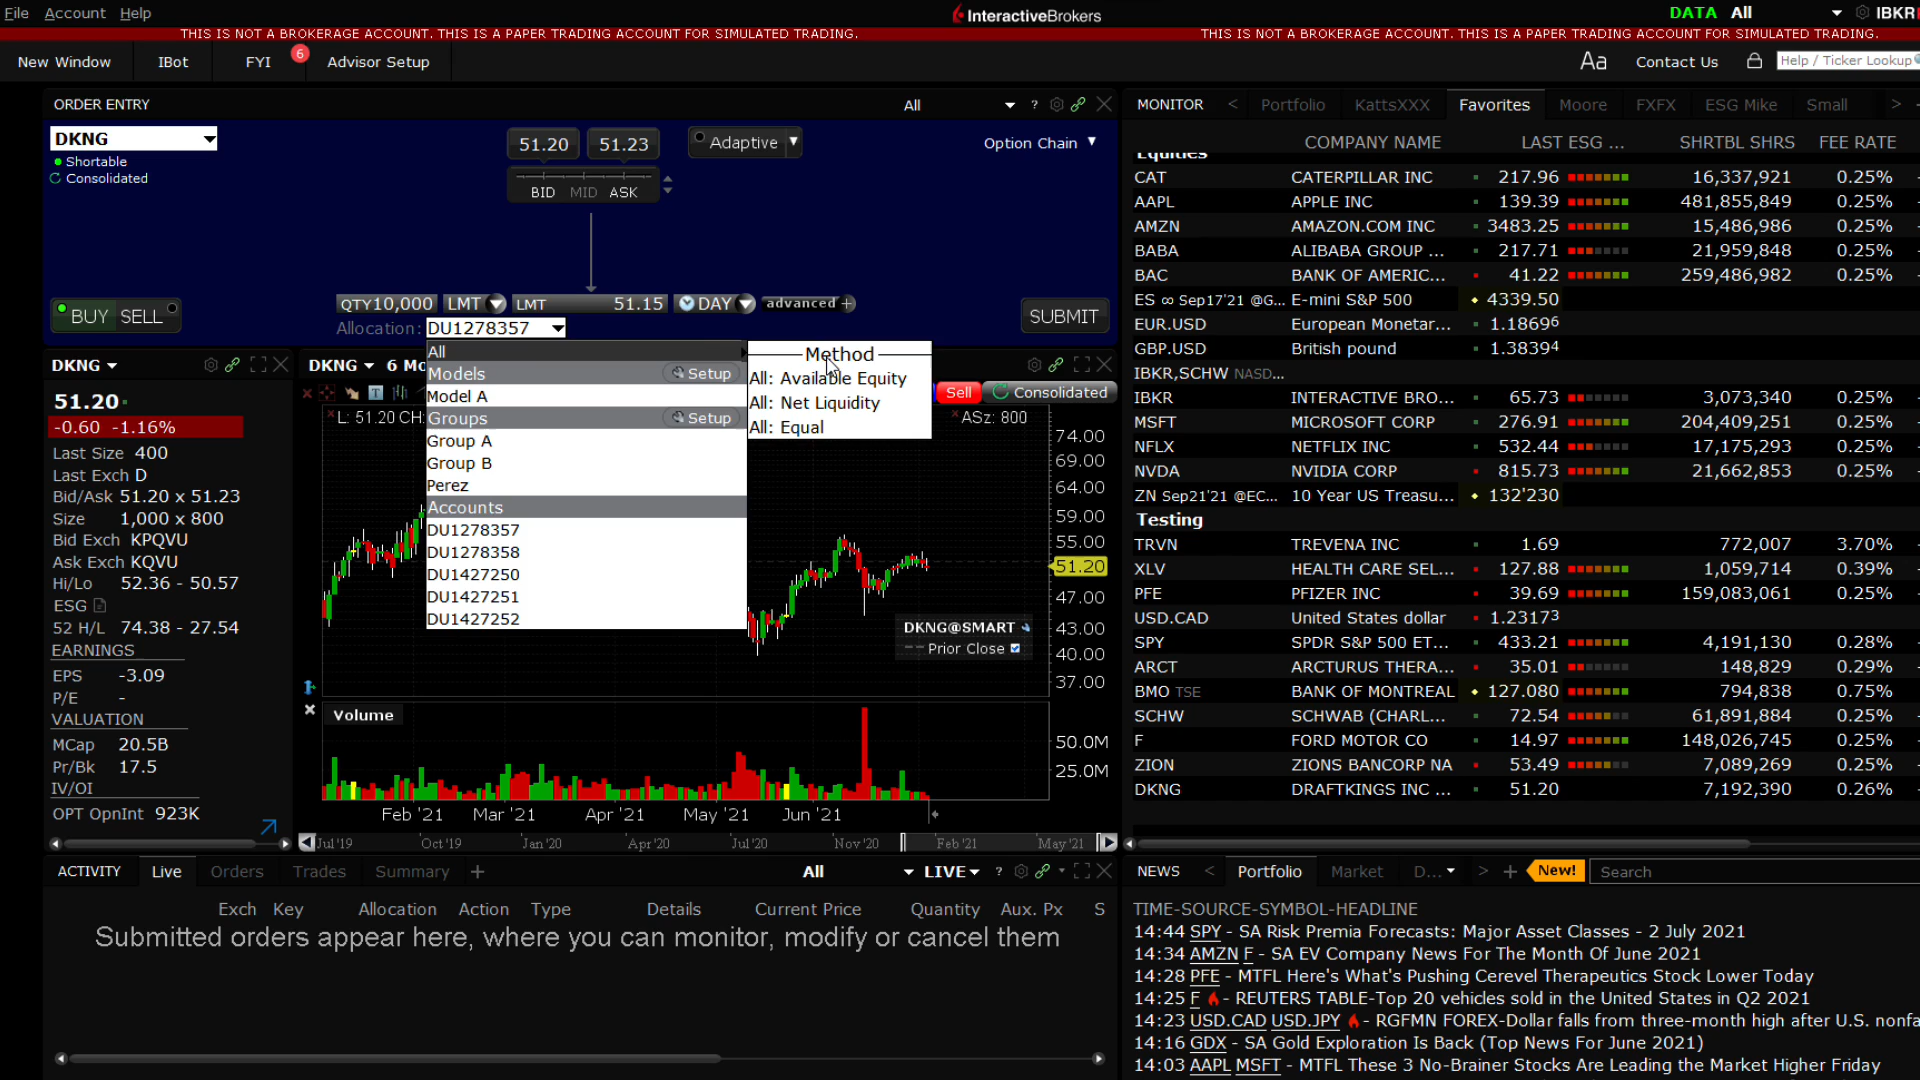 File Account Help
InteractiveBrokers
DATA All
IBKR
THIS IS NOT A BROKERAGE ACCOUNT. THIS IS A PAPER TRADING ACCOUNT FOR SIMULATED TRADING.
THIS IS NOT A BROKERAGE ACCOUNT. THIS IS A PAPER TRADING ACCOUNT FOR SIMULATED TRADING.
New Window IBot FYI 6 Advisor Setup
Aa Contact Us Help / Ticker Lookup
ORDER ENTRY All ?
DKNG
Shortable
Consolidated
51.20 51.23 Adaptive Option Chain
BID MID ASK
QTY10,000 LMT LMT 51.15 DAY advanced +
BUY SELL
SUBMIT
Allocation: DU1278357
All
Models Setup
Model A
Groups Setup
Group A
Group B
Perez
Accounts
DU1278357
DU1278358
DU1427250
DU1427251
DU1427252
Method
All: Available Equity
All: Net Liquidity
All: Equal
DKNG
51.20
-0.60 -1.16%
Last Size 400
Last Exch D
Bid/Ask 51.20 x 51.23
Size 1,000 x 800
Bid Exch KPQVU
Ask Exch KQVU
Hi/Lo 52.36 - 50.57
ESG
52 H/L 74.38 - 27.54
EARNINGS
EPS -3.09
P/E -
VALUATION
MCap 20.5B
Pr/Bk 17.5
IV/OI
OPT OpnInt 923K
DKNG 6 Mo
Sell Consolidated
L: 51.20 CH:
ASz: 800
74.00
69.00
64.00
59.00
55.00
51.20
47.00
43.00
40.00
37.00
DKNG@SMART
Prior Close
Volume
50.0M
25.0M
Feb '21 Mar '21 Apr '21 May '21 Jun '21
Jul '19 Oct '19 Jan '20 Apr '20 Jul '20 Nov '20 Feb '21 May '21
MONITOR < Portfolio KattsXXX Favorites Moore FXFX ESG Mike Small >
COMPANY NAME LAST ESG ... SHRTBL SHRS FEE RATE
Equities
CAT CATERPILLAR INC 217.96 16,337,921 0.25%
AAPL APPLE INC 139.39 481,855,849 0.25%
AMZN AMAZON.COM INC 3483.25 15,486,986 0.25%
BABA ALIBABA GROUP ... 217.71 21,959,848 0.25%
BAC BANK OF AMERIC... 41.22 259,486,982 0.25%
ES ∞ Sep17'21 @G... E-mini S&P 500 4339.50
EUR.USD European Monetar... 1.18696
GBP.USD British pound 1.38394
IBKR,SCHW NASD...
IBKR INTERACTIVE BRO... 65.73 3,073,340 0.25%
MSFT MICROSOFT CORP 276.91 204,409,251 0.25%
NFLX NETFLIX INC 532.44 17,175,293 0.25%
NVDA NVIDIA CORP 815.73 21,662,853 0.25%
ZN Sep21'21 @EC... 10 Year US Treasu... 132'230
Testing
TRVN TREVENA INC 1.69 772,007 3.70%
XLV HEALTH CARE SEL... 127.88 1,059,714 0.39%
PFE PFIZER INC 39.69 159,083,061 0.25%
USD.CAD United States dollar 1.23173
SPY SPDR S&P 500 ET... 433.21 4,191,130 0.28%
ARCT ARCTURUS THERA... 35.01 148,829 0.29%
BMO TSE BANK OF MONTREAL 127.080 794,838 0.75%
SCHW SCHWAB (CHARL... 72.54 61,891,884 0.25%
F FORD MOTOR CO 14.97 148,026,745 0.25%
ZION ZIONS BANCORP NA 53.49 7,089,269 0.25%
DKNG DRAFTKINGS INC ... 51.20 7,192,390 0.26%
ACTIVITY Live Orders Trades Summary + All LIVE ?
Exch Key Allocation Action Type Details Current Price Quantity Aux. Px S
Submitted orders appear here, where you can monitor, modify or cancel them
NEWS < Portfolio Market D... > + New! Search
TIME-SOURCE-SYMBOL-HEADLINE
14:44 SPY - SA Risk Premia Forecasts: Major Asset Classes - 2 July 2021
14:34 AMZN F - SA EV Company News For The Month Of June 2021
14:28 PFE - MTFL Here's What's Pushing Cerevel Therapeutics Stock Lower Today
14:25 F - REUTERS TABLE-Top 20 vehicles sold in the United States in Q2 2021
14:23 USD.CAD USD.JPY - RGFMN FOREX-Dollar falls from three-month high after U.S. nonfa
14:16 GDX - SA Gold Exploration Is Back (Top News For June 2021)
14:03 AAPL MSFT - MTFL These 3 No-Brainer Stocks Are Leading the Market Higher Friday